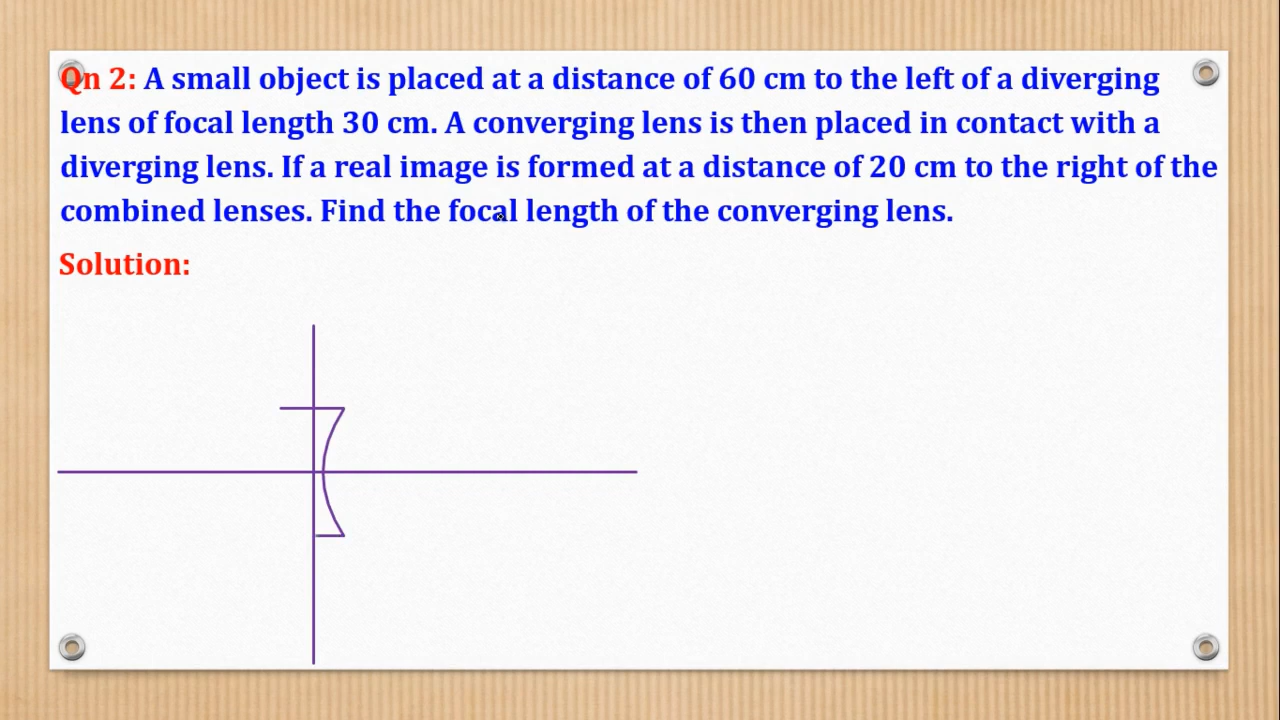 Qn 2: A small object is placed at a distance of 60 cm to the left of a diverging
lens of focal length 30 cm. A converging lens is then placed in contact with a
diverging lens. If a real image is formed at a distance of 20 cm to the right of the
combined lenses. Find the focal length of the converging lens.
Solution: